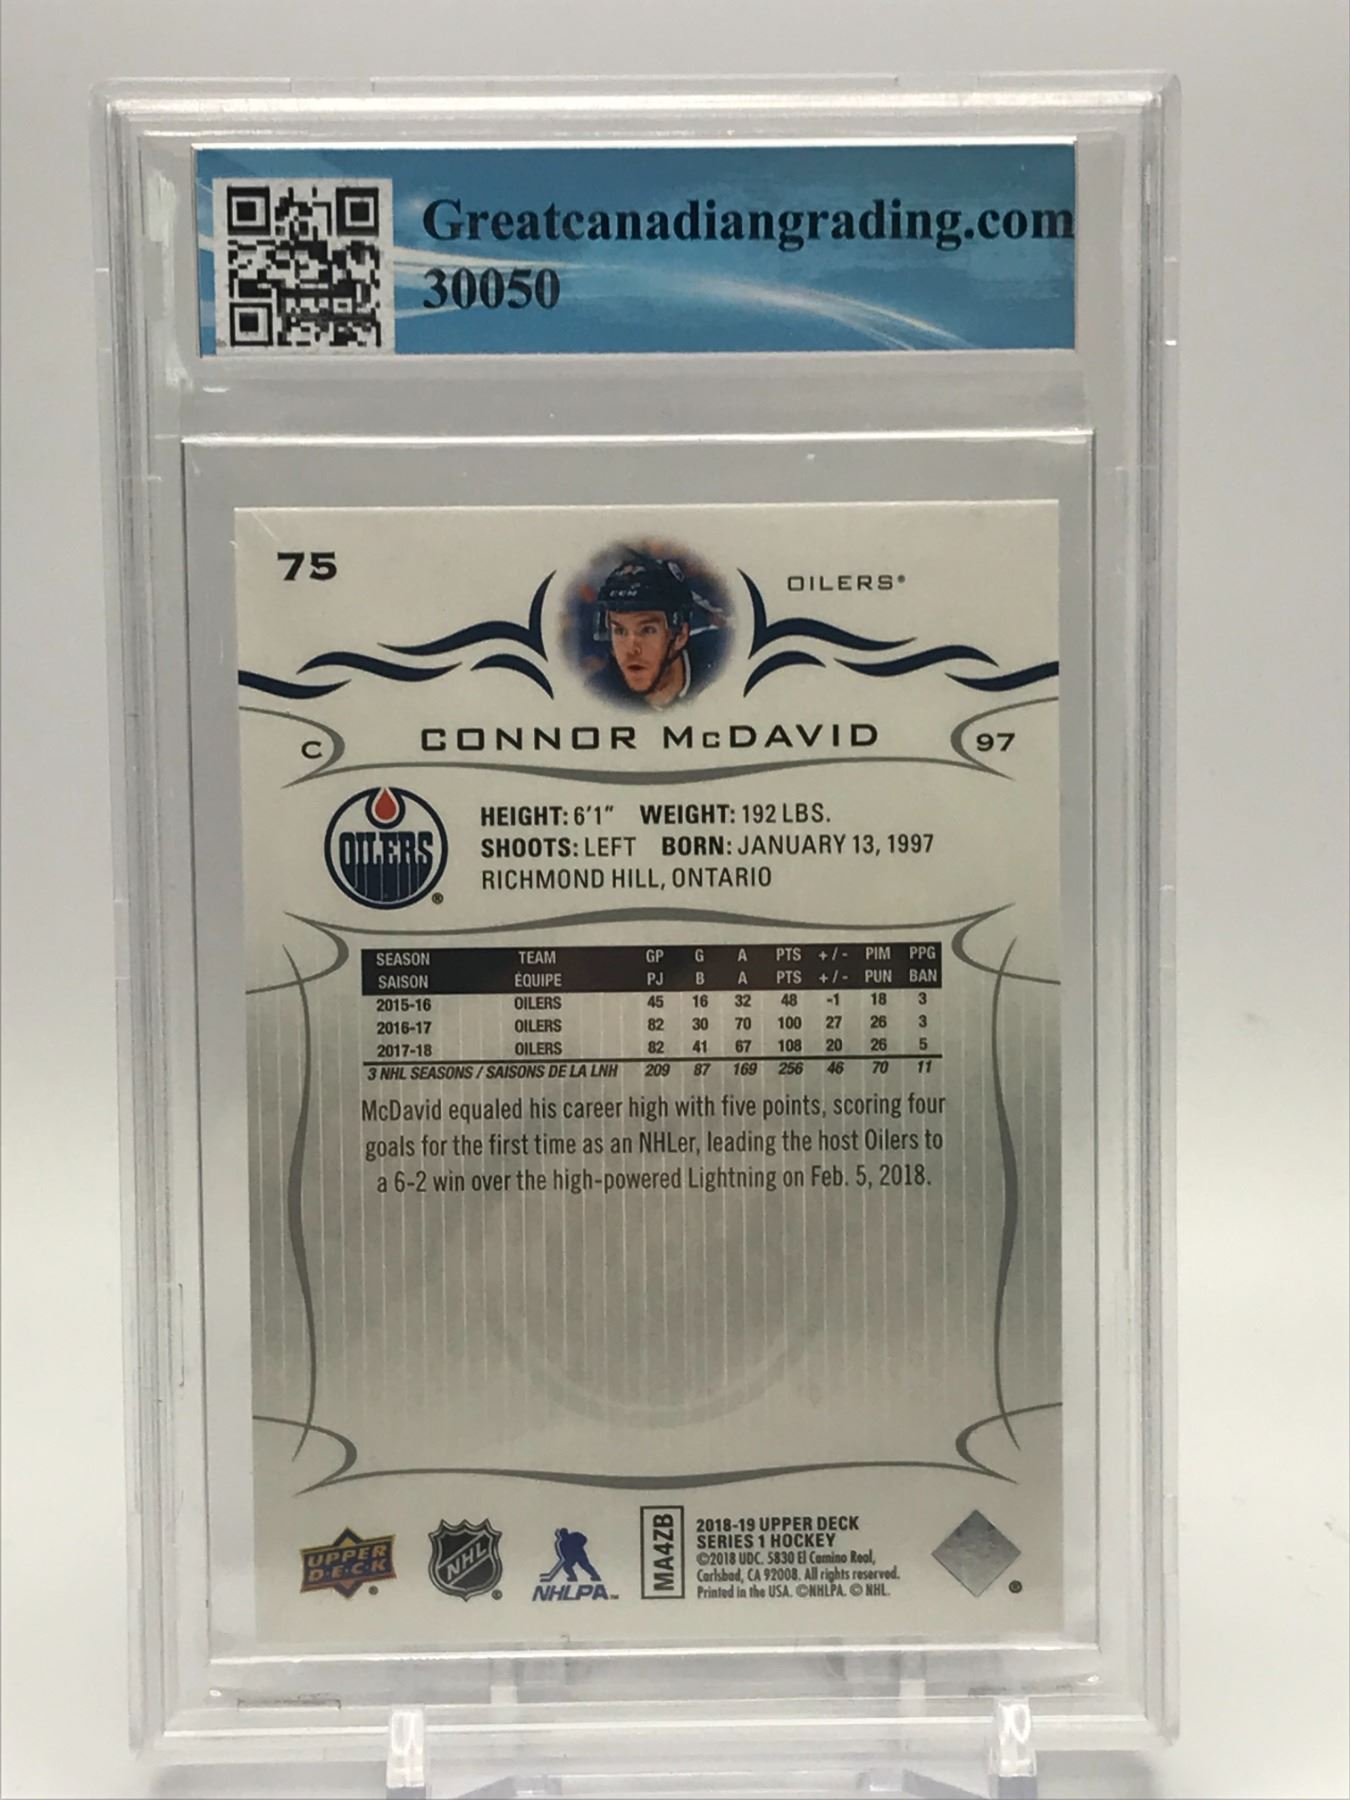 Greatcanadiangrading.com
30050
75
OILERS®
CCM
C
CONNOR McDAVID
97
OILERS
®
HEIGHT: 6'1" WEIGHT: 192 LBS.
SHOOTS: LEFT BORN: JANUARY 13, 1997
RICHMOND HILL, ONTARIO
SEASON TEAM GP G A PTS +/- PIM PPG
SAISON ÉQUIPE PJ B A PTS +/- PUN BAN
2015-16 OILERS 45 16 32 48 -1 18 3
2016-17 OILERS 82 30 70 100 27 26 3
2017-18 OILERS 82 41 67 108 20 26 5
3 NHL SEASONS / SAISONS DE LA LNH 209 87 169 256 46 70 11
McDavid equaled his career high with five points, scoring four
goals for the first time as an NHLer, leading the host Oilers to
a 6-2 win over the high-powered Lightning on Feb. 5, 2018.
UPPER
D·E·C·K
®
NHL
®
NHLPA™
MA4ZB
2018-19 UPPER DECK
SERIES 1 HOCKEY
©2018 UDC. 5830 El Camino Real,
Carlsbad, CA 92008. All rights reserved.
Printed in the USA. ©NHLPA. © NHL.
®